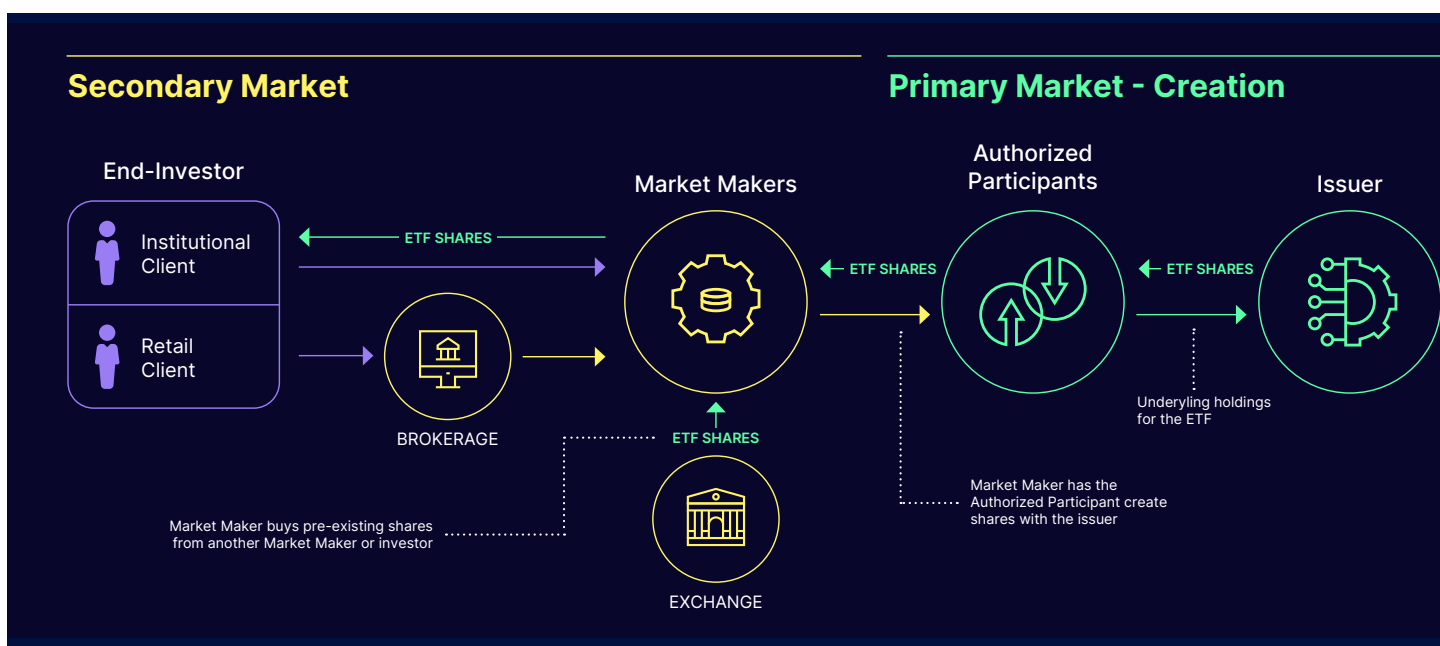 Secondary Market
Primary Market - Creation
End-Investor
Institutional
Client
Retail
Client
ETF SHARES
BROKERAGE
Market Makers
ETF SHARES
EXCHANGE
Market Maker buys pre-existing shares
from another Market Maker or investor
ETF SHARES
Authorized
Participants
Market Maker has the
Authorized Participant create
shares with the issuer
ETF SHARES
Issuer
Underyling holdings
for the ETF